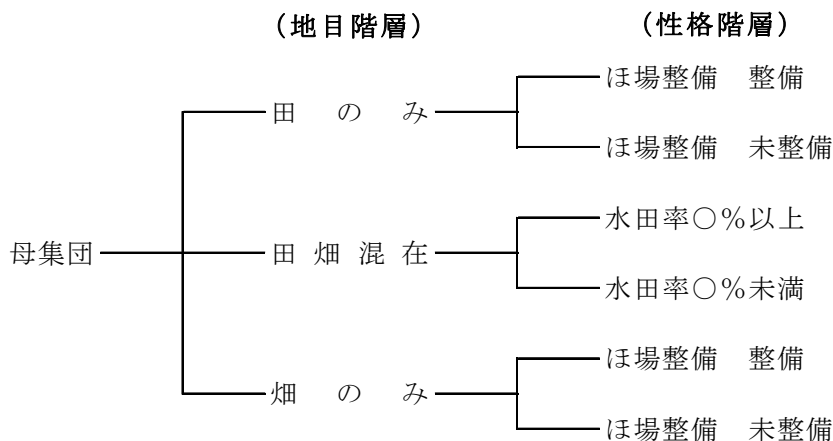 (地目階層) (性格階層)
ほ場整備 整備
田のみ
ほ場整備 未整備
水田率○%以上
母集団 田畑混在
水田率○%未満
ほ場整備 整備
畑のみ
ほ場整備 未整備